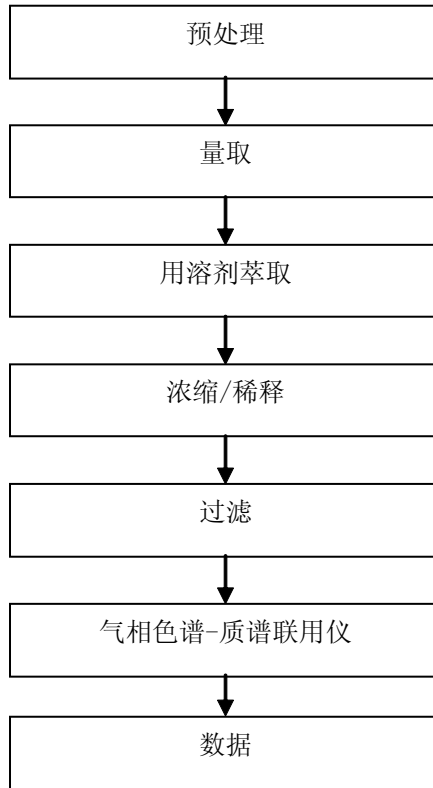 预处理
量取
用溶剂萃取
浓缩/稀释
过滤
气相色谱-质谱联用仪
数据